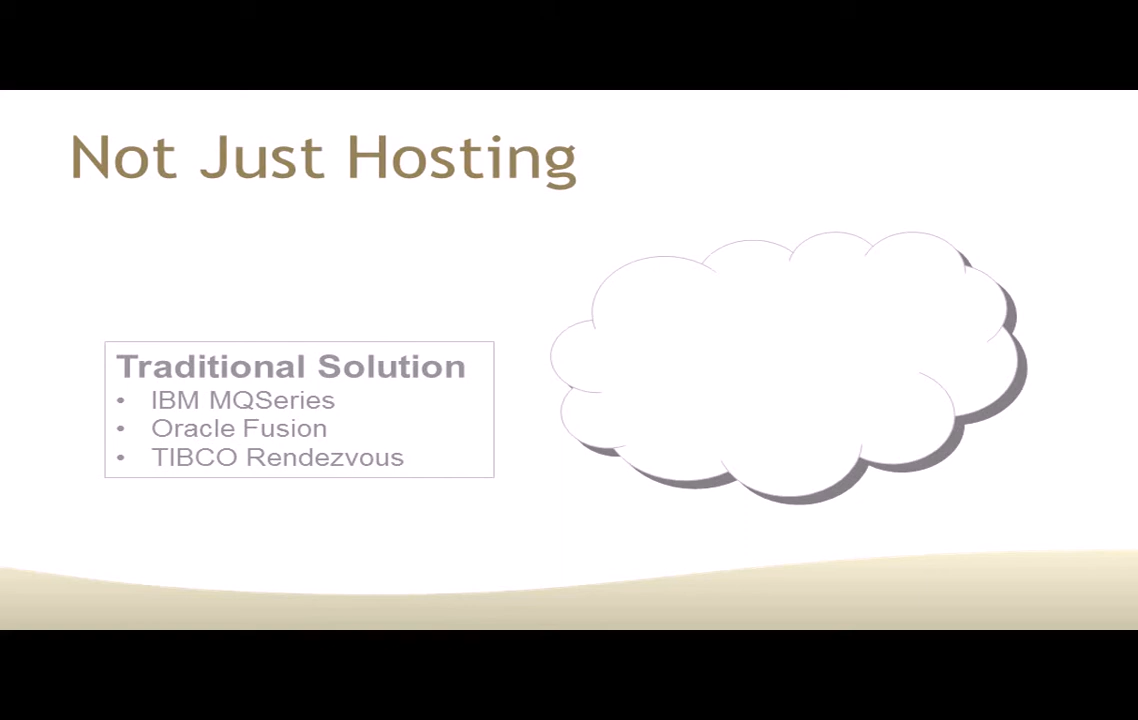 Not Just Hosting
Traditional Solution
• IBM MQSeries
• Oracle Fusion
• TIBCO Rendezvous